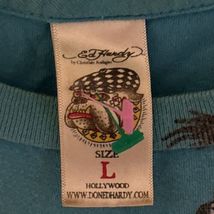 Ed Hardy
by Christian Audigier
SIZE
L
HOLLYWOOD
WWW.DONEDHARDY.COM